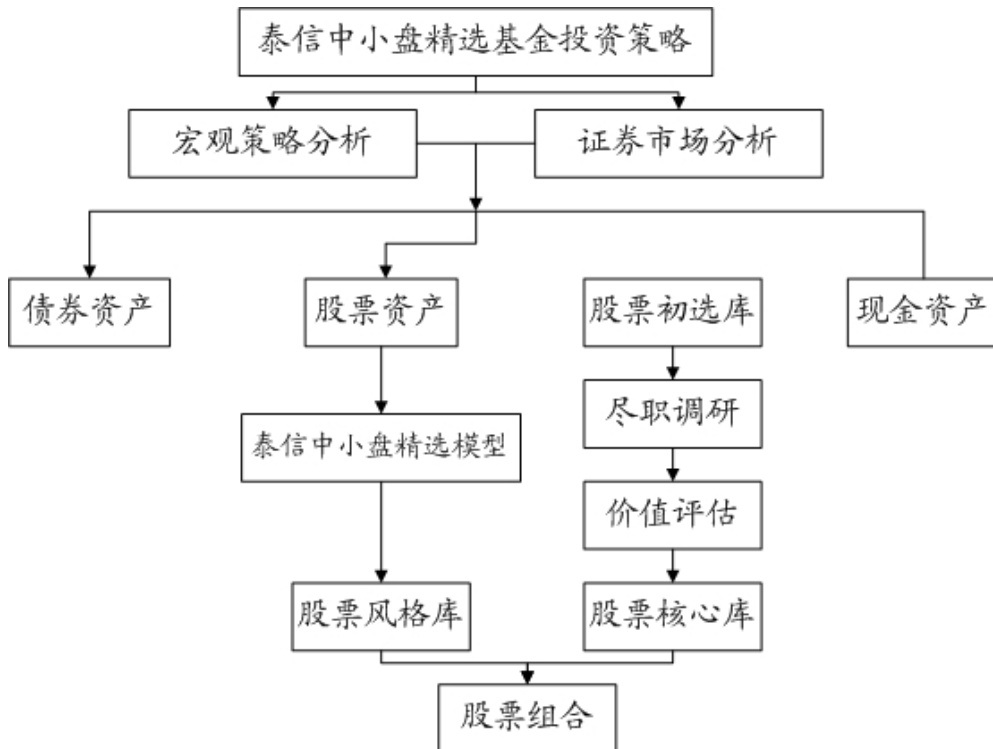 泰信中小盘精选基金投资策略
宏观策略分析
证券市场分析
债券资产
股票资产
股票初选库
现金资产
尽职调研
泰信中小盘精选模型
价值评估
股票风格库
股票核心库
股票组合